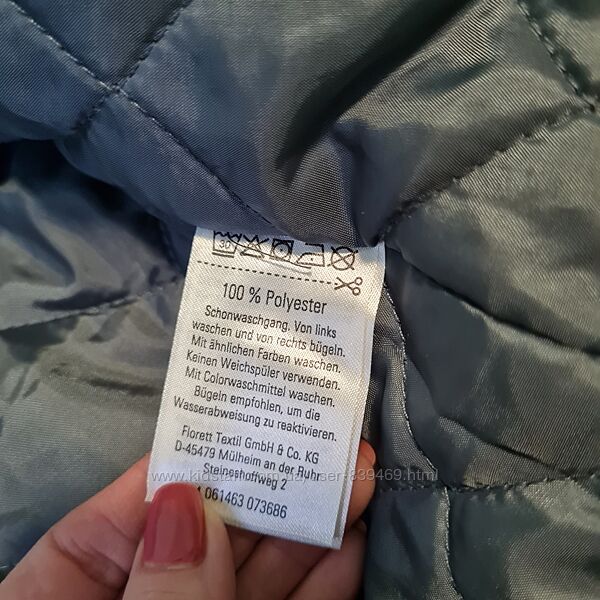 30
100 % Polyester
Schonwaschgang. Von links
waschen und von rechts bügeln.
Mit ähnlichen Farben waschen.
Keinen Weichspüler verwenden.
Mit Colorwaschmittel waschen.
Bügeln empfohlen, um die
Wasserabweisung zu reaktivieren.
Florett Textil GmbH & Co. KG
D-45479 Mülheim an der Ruhr
Steinesholweg 2
061463 073686